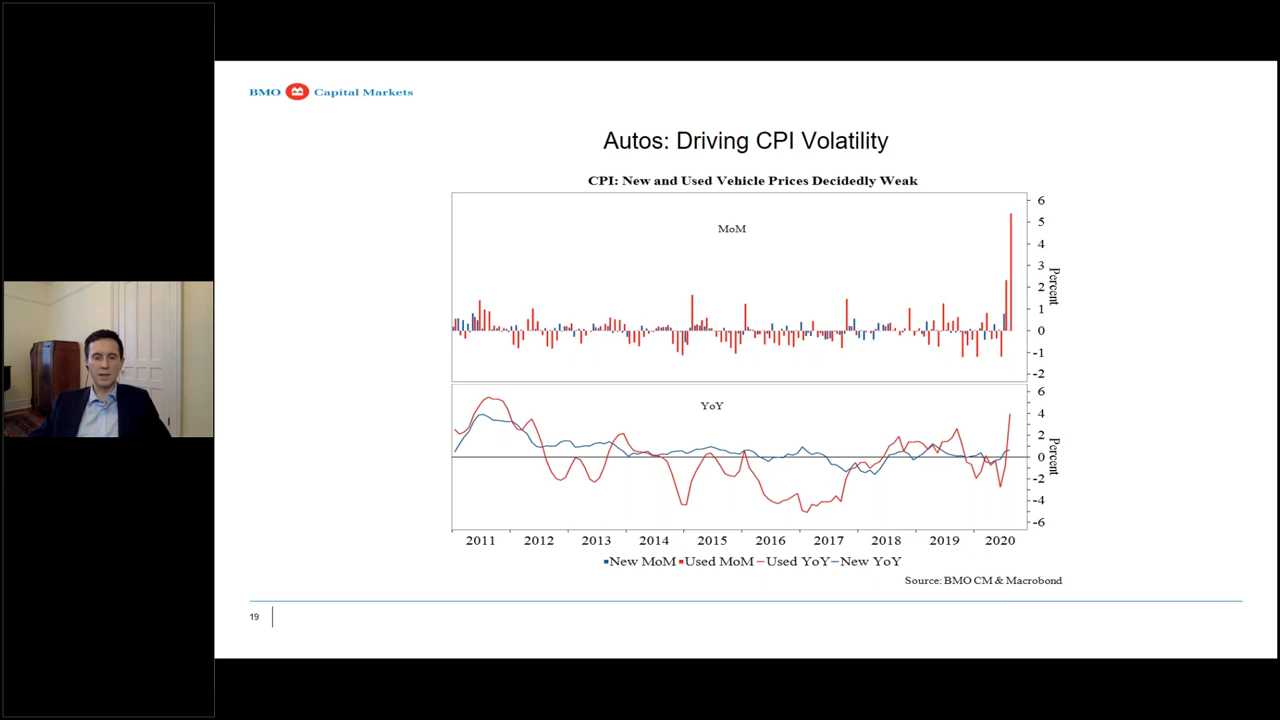 BMO Capital Markets
Autos: Driving CPI Volatility
CPI: New and Used Vehicle Prices Decidedly Weak
MoM
6
5
4
3
2
1
0
-1
-2
Percent
YoY
6
4
2
0
-2
-4
-6
Percent
2011 2012 2013 2014 2015 2016 2017 2018 2019 2020
New MoM Used MoM Used YoY New YoY
Source: BMO CM & Macrobond
19